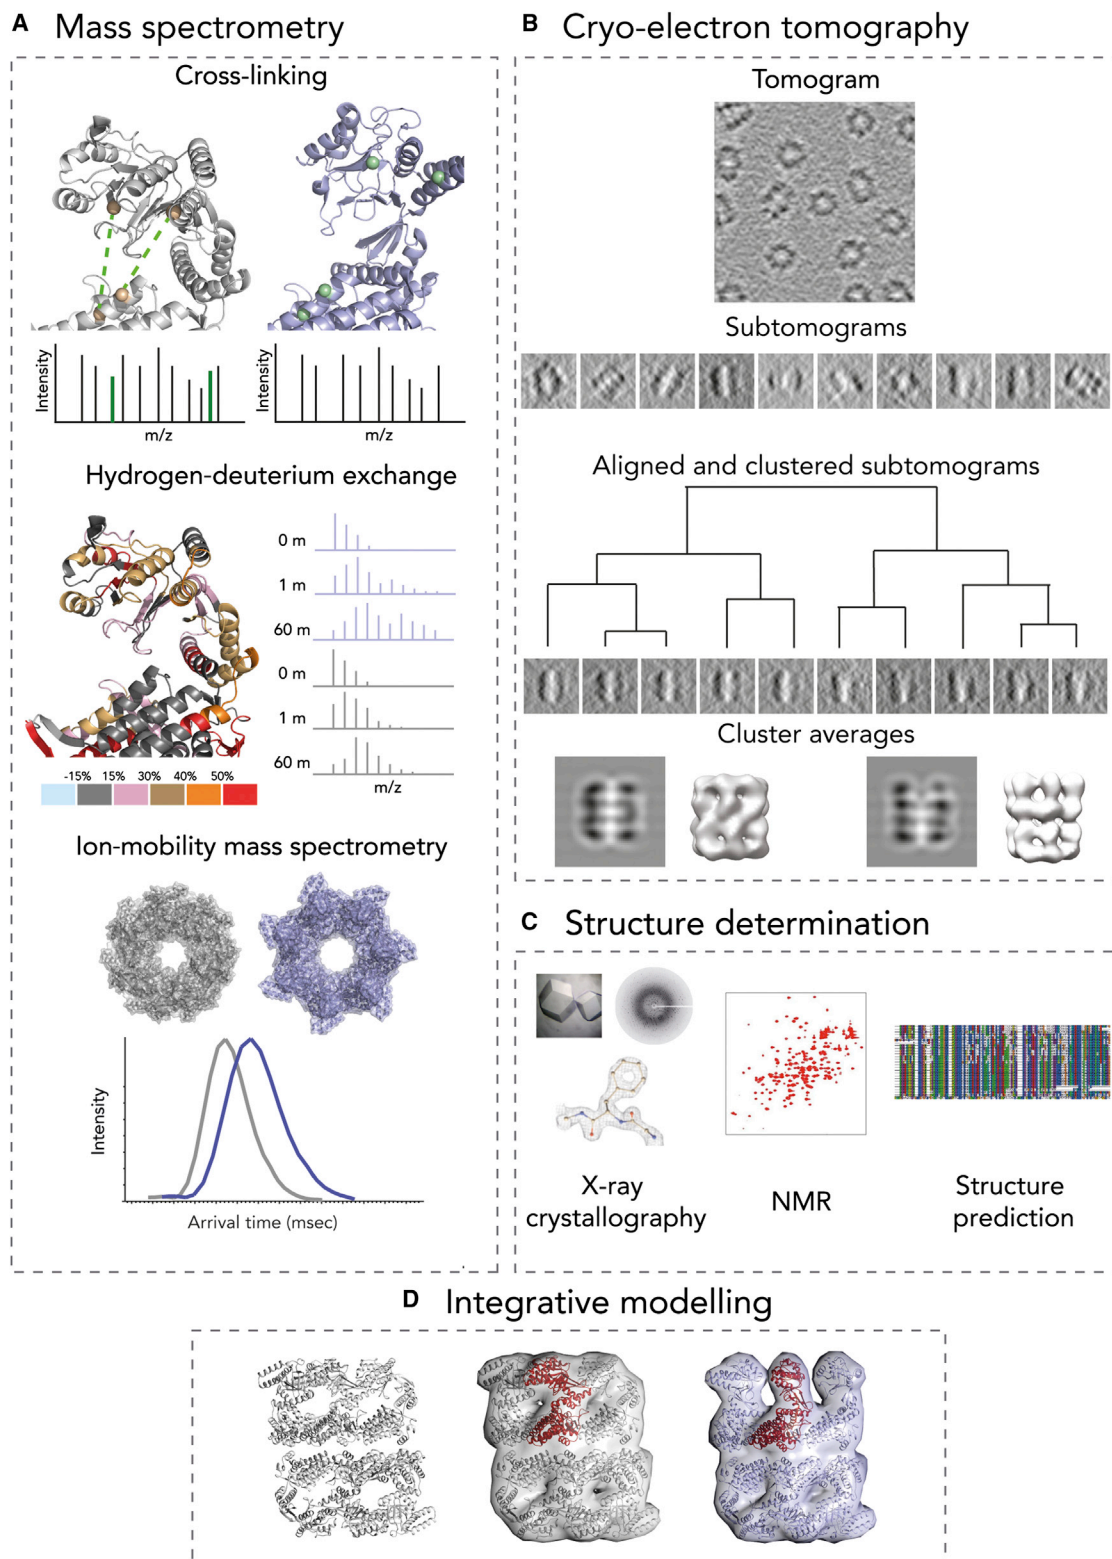 A Mass spectrometry
Cross-linking
Intensity
m/z
Intensity
m/z
Hydrogen-deuterium exchange
0 m
1 m
60 m
0 m
1 m
60 m
m/z
-15% 15% 30% 40% 50%
Ion-mobility mass spectrometry
Intensity
Arrival time (msec)
B Cryo-electron tomography
Tomogram
Subtomograms
Aligned and clustered subtomograms
Cluster averages
C Structure determination
X-ray
crystallography
NMR
Structure
prediction
D Integrative modelling